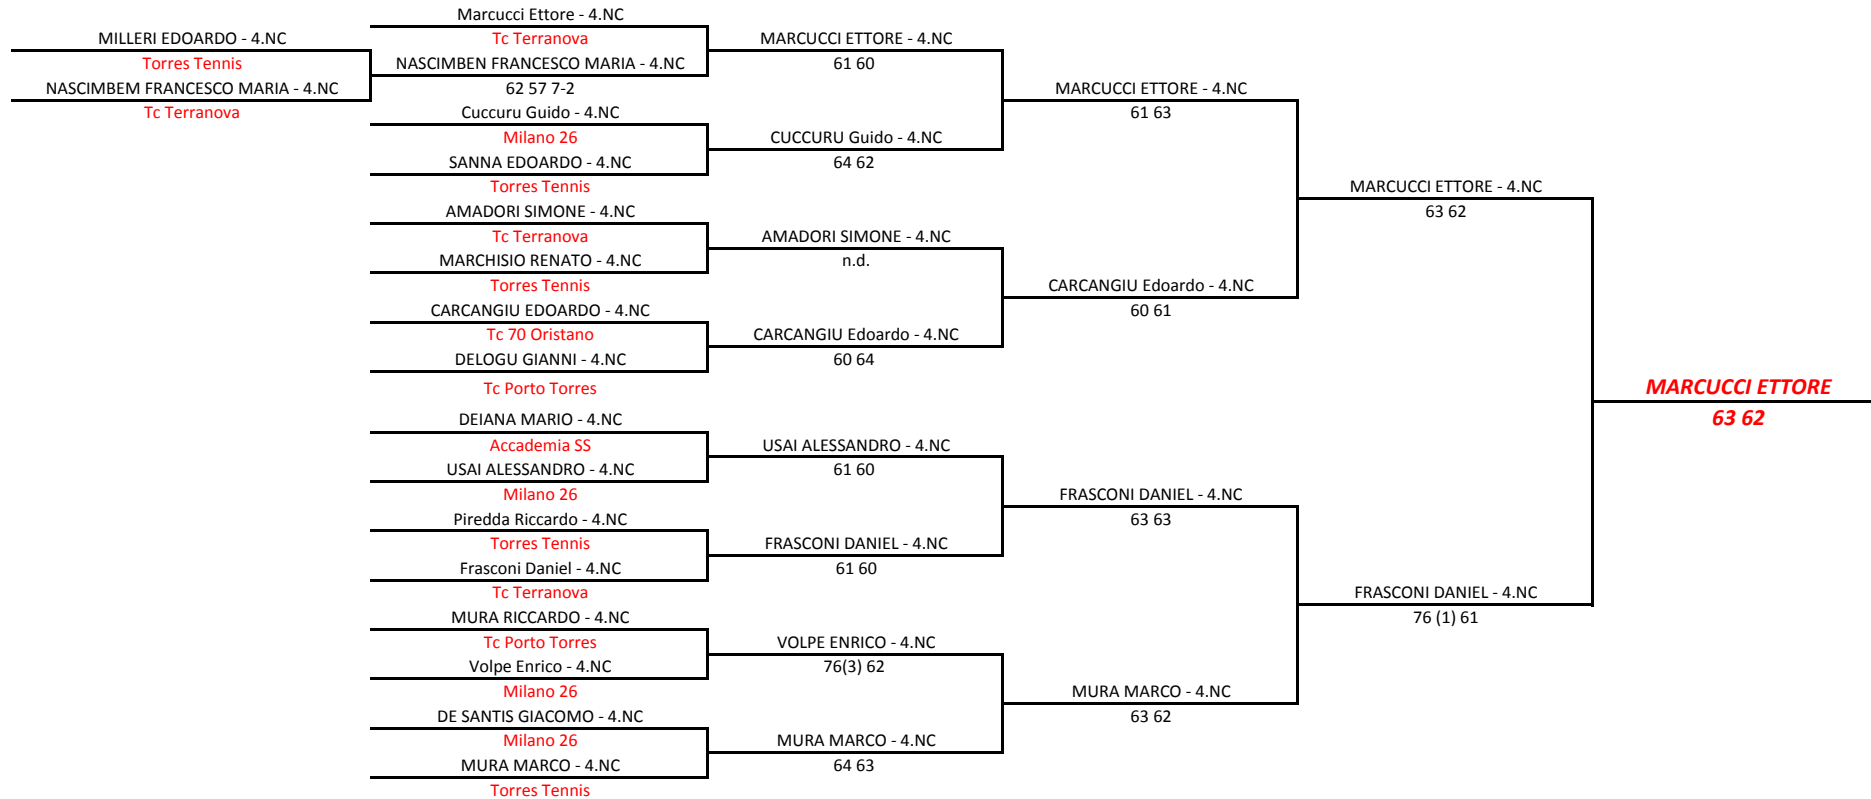 MILLERI EDOARDO - 4.NC
Torres Tennis
NASCIMBEM FRANCESCO MARIA - 4.NC
Tc Terranova
Marcucci Ettore - 4.NC
Tc Terranova
NASCIMBEN FRANCESCO MARIA - 4.NC
62 57 7-2
Cuccuru Guido - 4.NC
Milano 26
SANNA EDOARDO - 4.NC
Torres Tennis
AMADORI SIMONE - 4.NC
Tc Terranova
MARCHISIO RENATO - 4.NC
Torres Tennis
CARCANGIU EDOARDO - 4.NC
Tc 70 Oristano
DELOGU GIANNI - 4.NC
Tc Porto Torres
DEIANA MARIO - 4.NC
Accademia SS
USAI ALESSANDRO - 4.NC
Milano 26
Piredda Riccardo - 4.NC
Torres Tennis
Frasconi Daniel - 4.NC
Tc Terranova
MURA RICCARDO - 4.NC
Tc Porto Torres
Volpe Enrico - 4.NC
Milano 26
DE SANTIS GIACOMO - 4.NC
Milano 26
MURA MARCO - 4.NC
Torres Tennis
MARCUCCI ETTORE - 4.NC
61 60
CUCCURU Guido - 4.NC
64 62
AMADORI SIMONE - 4.NC
n.d.
CARCANGIU Edoardo - 4.NC
60 64
USAI ALESSANDRO - 4.NC
61 60
FRASCONI DANIEL - 4.NC
61 60
VOLPE ENRICO - 4.NC
76(3) 62
MURA MARCO - 4.NC
64 63
MARCUCCI ETTORE - 4.NC
61 63
CARCANGIU Edoardo - 4.NC
60 61
FRASCONI DANIEL - 4.NC
63 63
MURA MARCO - 4.NC
63 62
MARCUCCI ETTORE - 4.NC
63 62
FRASCONI DANIEL - 4.NC
76 (1) 61
MARCUCCI ETTORE
63 62